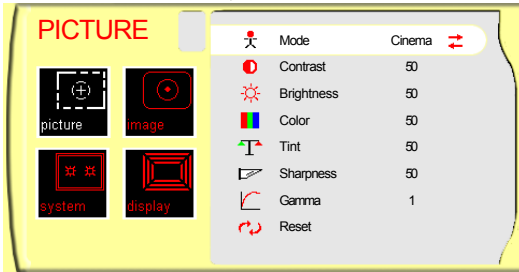 PICTURE
picture
image
system
display
Mode Cinema
Contrast 50
Brightness 50
Color 50
Tint 50
Sharpness 50
Gamma 1
Reset